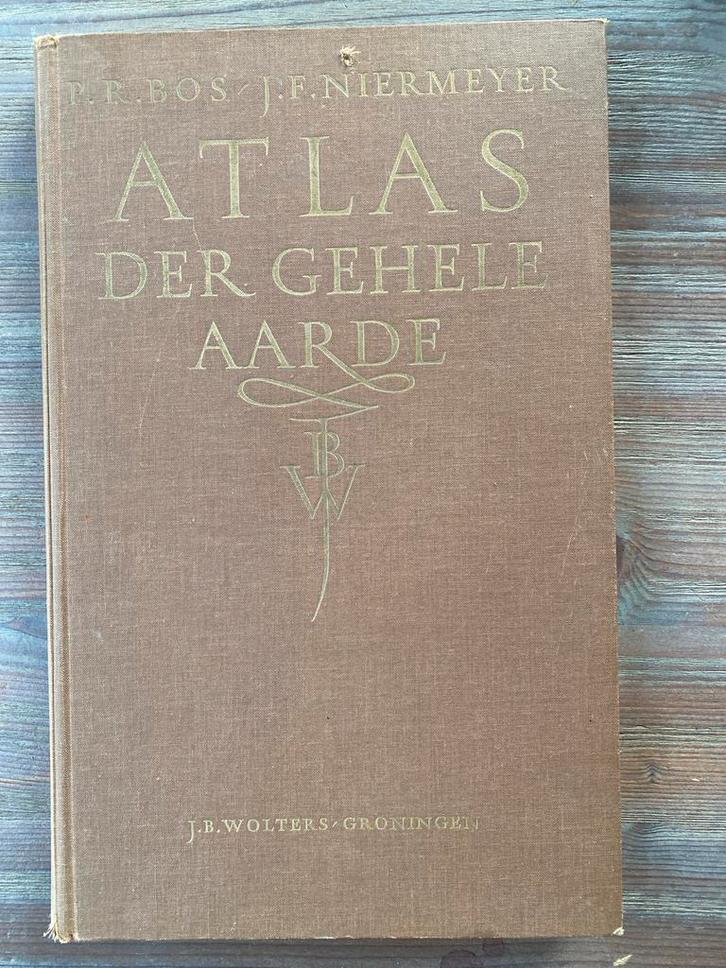 P.R.BOS - J.F.NIERMEYER
ATLAS
DER GEHELE
AARDE
JBW
J.B.WOLTERS - GRONINGEN